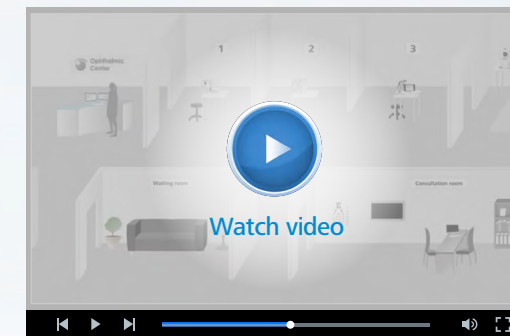 1 2 3
Ophthalmic
Center
Waiting room Consultation room
Watch video